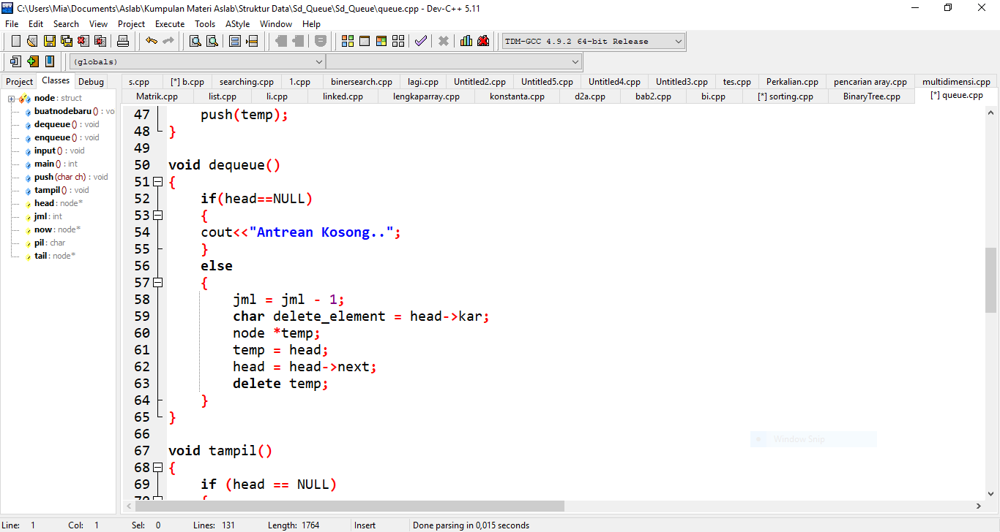 C:\Users\Mia\Documents\Aslab\Kumpulan Materi Aslab\Struktur Data\Sd_Queue\Sd_Queue\queue.cpp - Dev-C++ 5.11
File Edit Search View Project Execute Tools AStyle Window Help
TDM-GCC 4.9.2 64-bit Release
(globals)
Project Classes Debug
s.cpp [*] b.cpp searching.cpp 1.cpp binersearch.cpp lagi.cpp Untitled2.cpp Untitled5.cpp Untitled4.cpp Untitled3.cpp tes.cpp Perkalian.cpp pencarian aray.cpp multidimensi.cpp
Matrik.cpp list.cpp li.cpp linked.cpp lengkaparray.cpp konstanta.cpp d2a.cpp bab2.cpp bi.cpp [*] sorting.cpp BinaryTree.cpp [*] queue.cpp
node : struct
buatnodebaru () : vo
dequeue () : void
enqueue () : void
input () : void
main () : int
push (char ch) : void
tampil () : void
head : node*
jml : int
now : node*
pil : char
tail : node*
47 push(temp);
48 }
49
50 void dequeue()
51 {
52 if(head==NULL)
53 {
54 cout<<"Antrean Kosong..";
55 }
56 else
57 {
58 jml = jml - 1;
59 char delete_element = head->kar;
60 node *temp;
61 temp = head;
62 head = head->next;
63 delete temp;
64 }
65 }
66
67 void tampil()
68 {
69 if (head == NULL)
70 {
Window Snip
Line: 1 Col: 1 Sel: 0 Lines: 131 Length: 1764 Insert Done parsing in 0,015 seconds